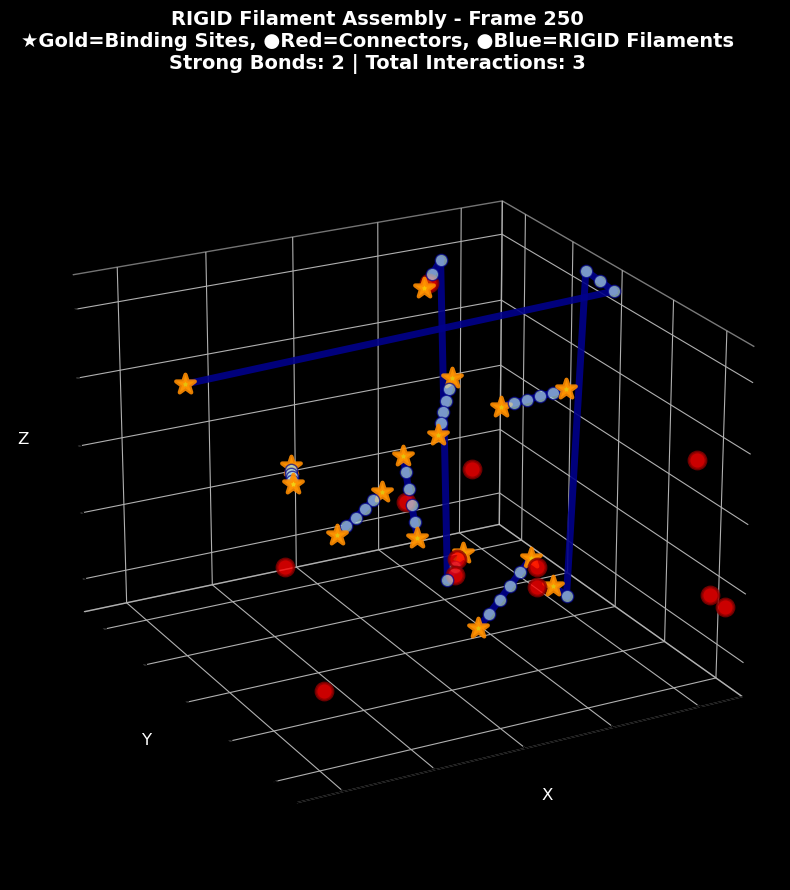 RIGID Filament Assembly - Frame 250
★Gold=Binding Sites, ●Red=Connectors, ●Blue=RIGID Filaments
Strong Bonds: 2 | Total Interactions: 3
Z
Y
X